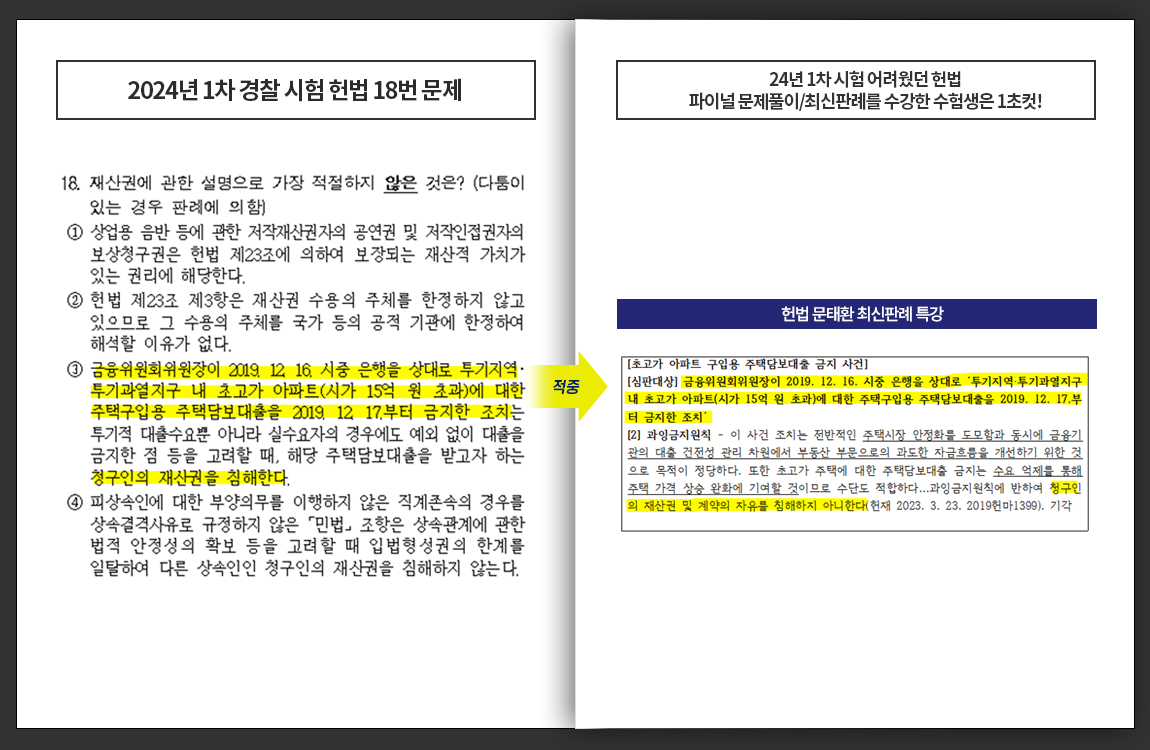 2024년 1차 경찰 시험 헌법 18번 문제
18. 재산권에 관한 설명으로 가장 적절하지 않은 것은? (다툼이
있는 경우 판례에 의함)
① 상업용 음반 등에 관한 저작재산권자의 공연권 및 저작인접권자의
보상청구권은 헌법 제23조에 의하여 보장되는 재산적 가치가
있는 권리에 해당한다.
② 헌법 제23조 제3항은 재산권 수용의 주체를 한정하지 않고
있으므로 그 수용의 주체를 국가 등의 공적 기관에 한정하여
해석할 이유가 없다.
③ 금융위원회위원장이 2019. 12. 16. 시중 은행을 상대로 투기지역·
투기과열지구 내 초고가 아파트(시가 15억 원 초과)에 대한
주택구입용 주택담보대출을 2019. 12. 17.부터 금지한 조치는
투기적 대출수요뿐 아니라 실수요자의 경우에도 예외 없이 대출을
금지한 점 등을 고려할 때, 해당 주택담보대출을 받고자 하는
청구인의 재산권을 침해한다.
④ 피상속인에 대한 부양의무를 이행하지 않은 직계존속의 경우를
상속결격사유로 규정하지 않은 「민법」 조항은 상속관계에 관한
법적 안정성의 확보 등을 고려할 때 입법형성권의 한계를
일탈하여 다른 상속인인 청구인의 재산권을 침해하지 않는다.
적중
24년 1차 시험 어려웠던 헌법
파이널 문제풀이/최신판례를 수강한 수험생은 1초컷!
헌법 문태환 최신판례 특강
[초고가 아파트 구입용 주택담보대출 금지 사건]
[심판대상] 금융위원회위원장이 2019. 12. 16. 시중 은행을 상대로 '투기지역·투기과열지구
내 초고가 아파트(시가 15억 원 초과)에 대한 주택구입용 주택담보대출을 2019. 12. 17.부
터 금지한 조치'
[2] 과잉금지원칙 - 이 사건 조치는 전반적인 주택시장 안정화를 도모함과 동시에 금융기
관의 대출 건전성 관리 차원에서 부동산 부문으로의 과도한 자금흐름을 개선하기 위한 것
으로 목적이 정당하다. 또한 초고가 주택에 대한 주택담보대출 금지는 수요 억제를 통해
주택 가격 상승 완화에 기여할 것이므로 수단도 적합하다…과잉금지원칙에 반하여 청구인
의 재산권 및 계약의 자유를 침해하지 아니한다(헌재 2023. 3. 23. 2019헌마1399). 기각